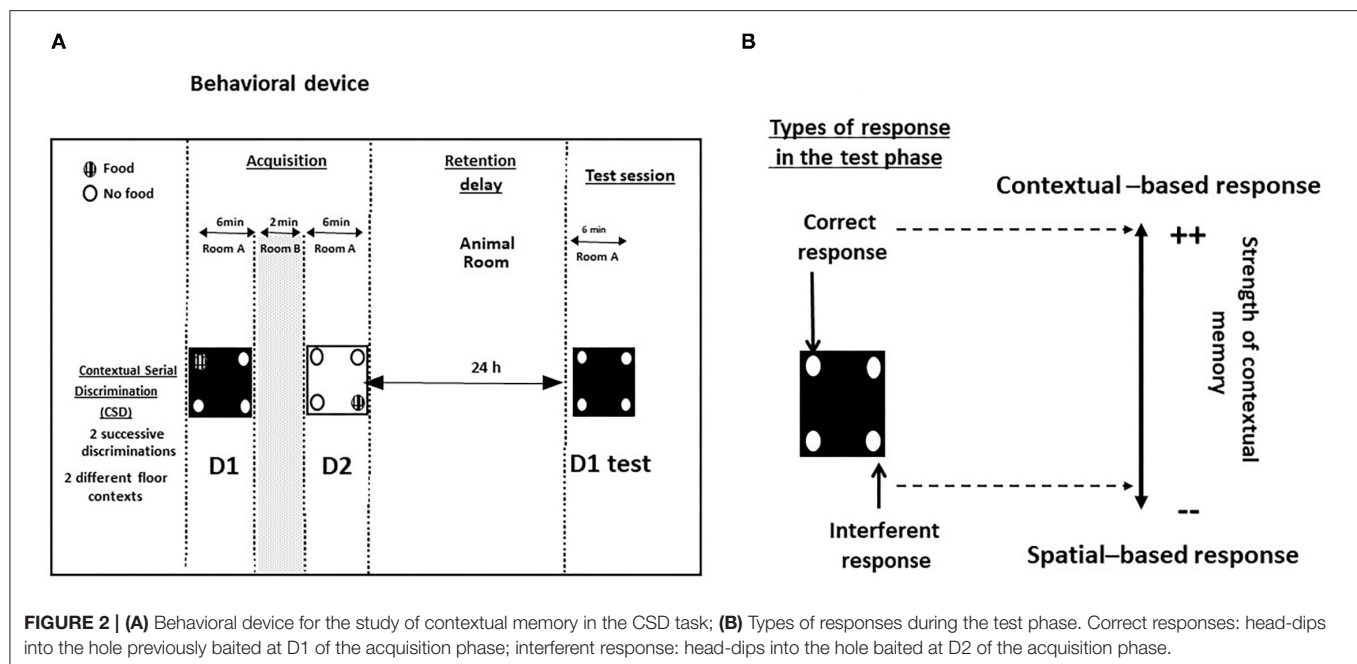 A
Behavioral device
Food
No food
Contextual Serial
Discrimination
(CSD)
2 successive
discriminations
2 different floor
contexts
Acquisition
6min
Room A
2 min
Room B
6min
Room A
D1
D2
Retention
delay
Animal
Room
24 h
Test session
6 min
Room A
D1 test
B
Types of response
in the test phase
Correct
response
Interferent
response
Contextual –based response
++
Strength of contextual
memory
--
Spatial–based response
FIGURE 2 | (A) Behavioral device for the study of contextual memory in the CSD task; (B) Types of responses during the test phase. Correct responses: head-dips
into the hole previously baited at D1 of the acquisition phase; interferent response: head-dips into the hole baited at D2 of the acquisition phase.